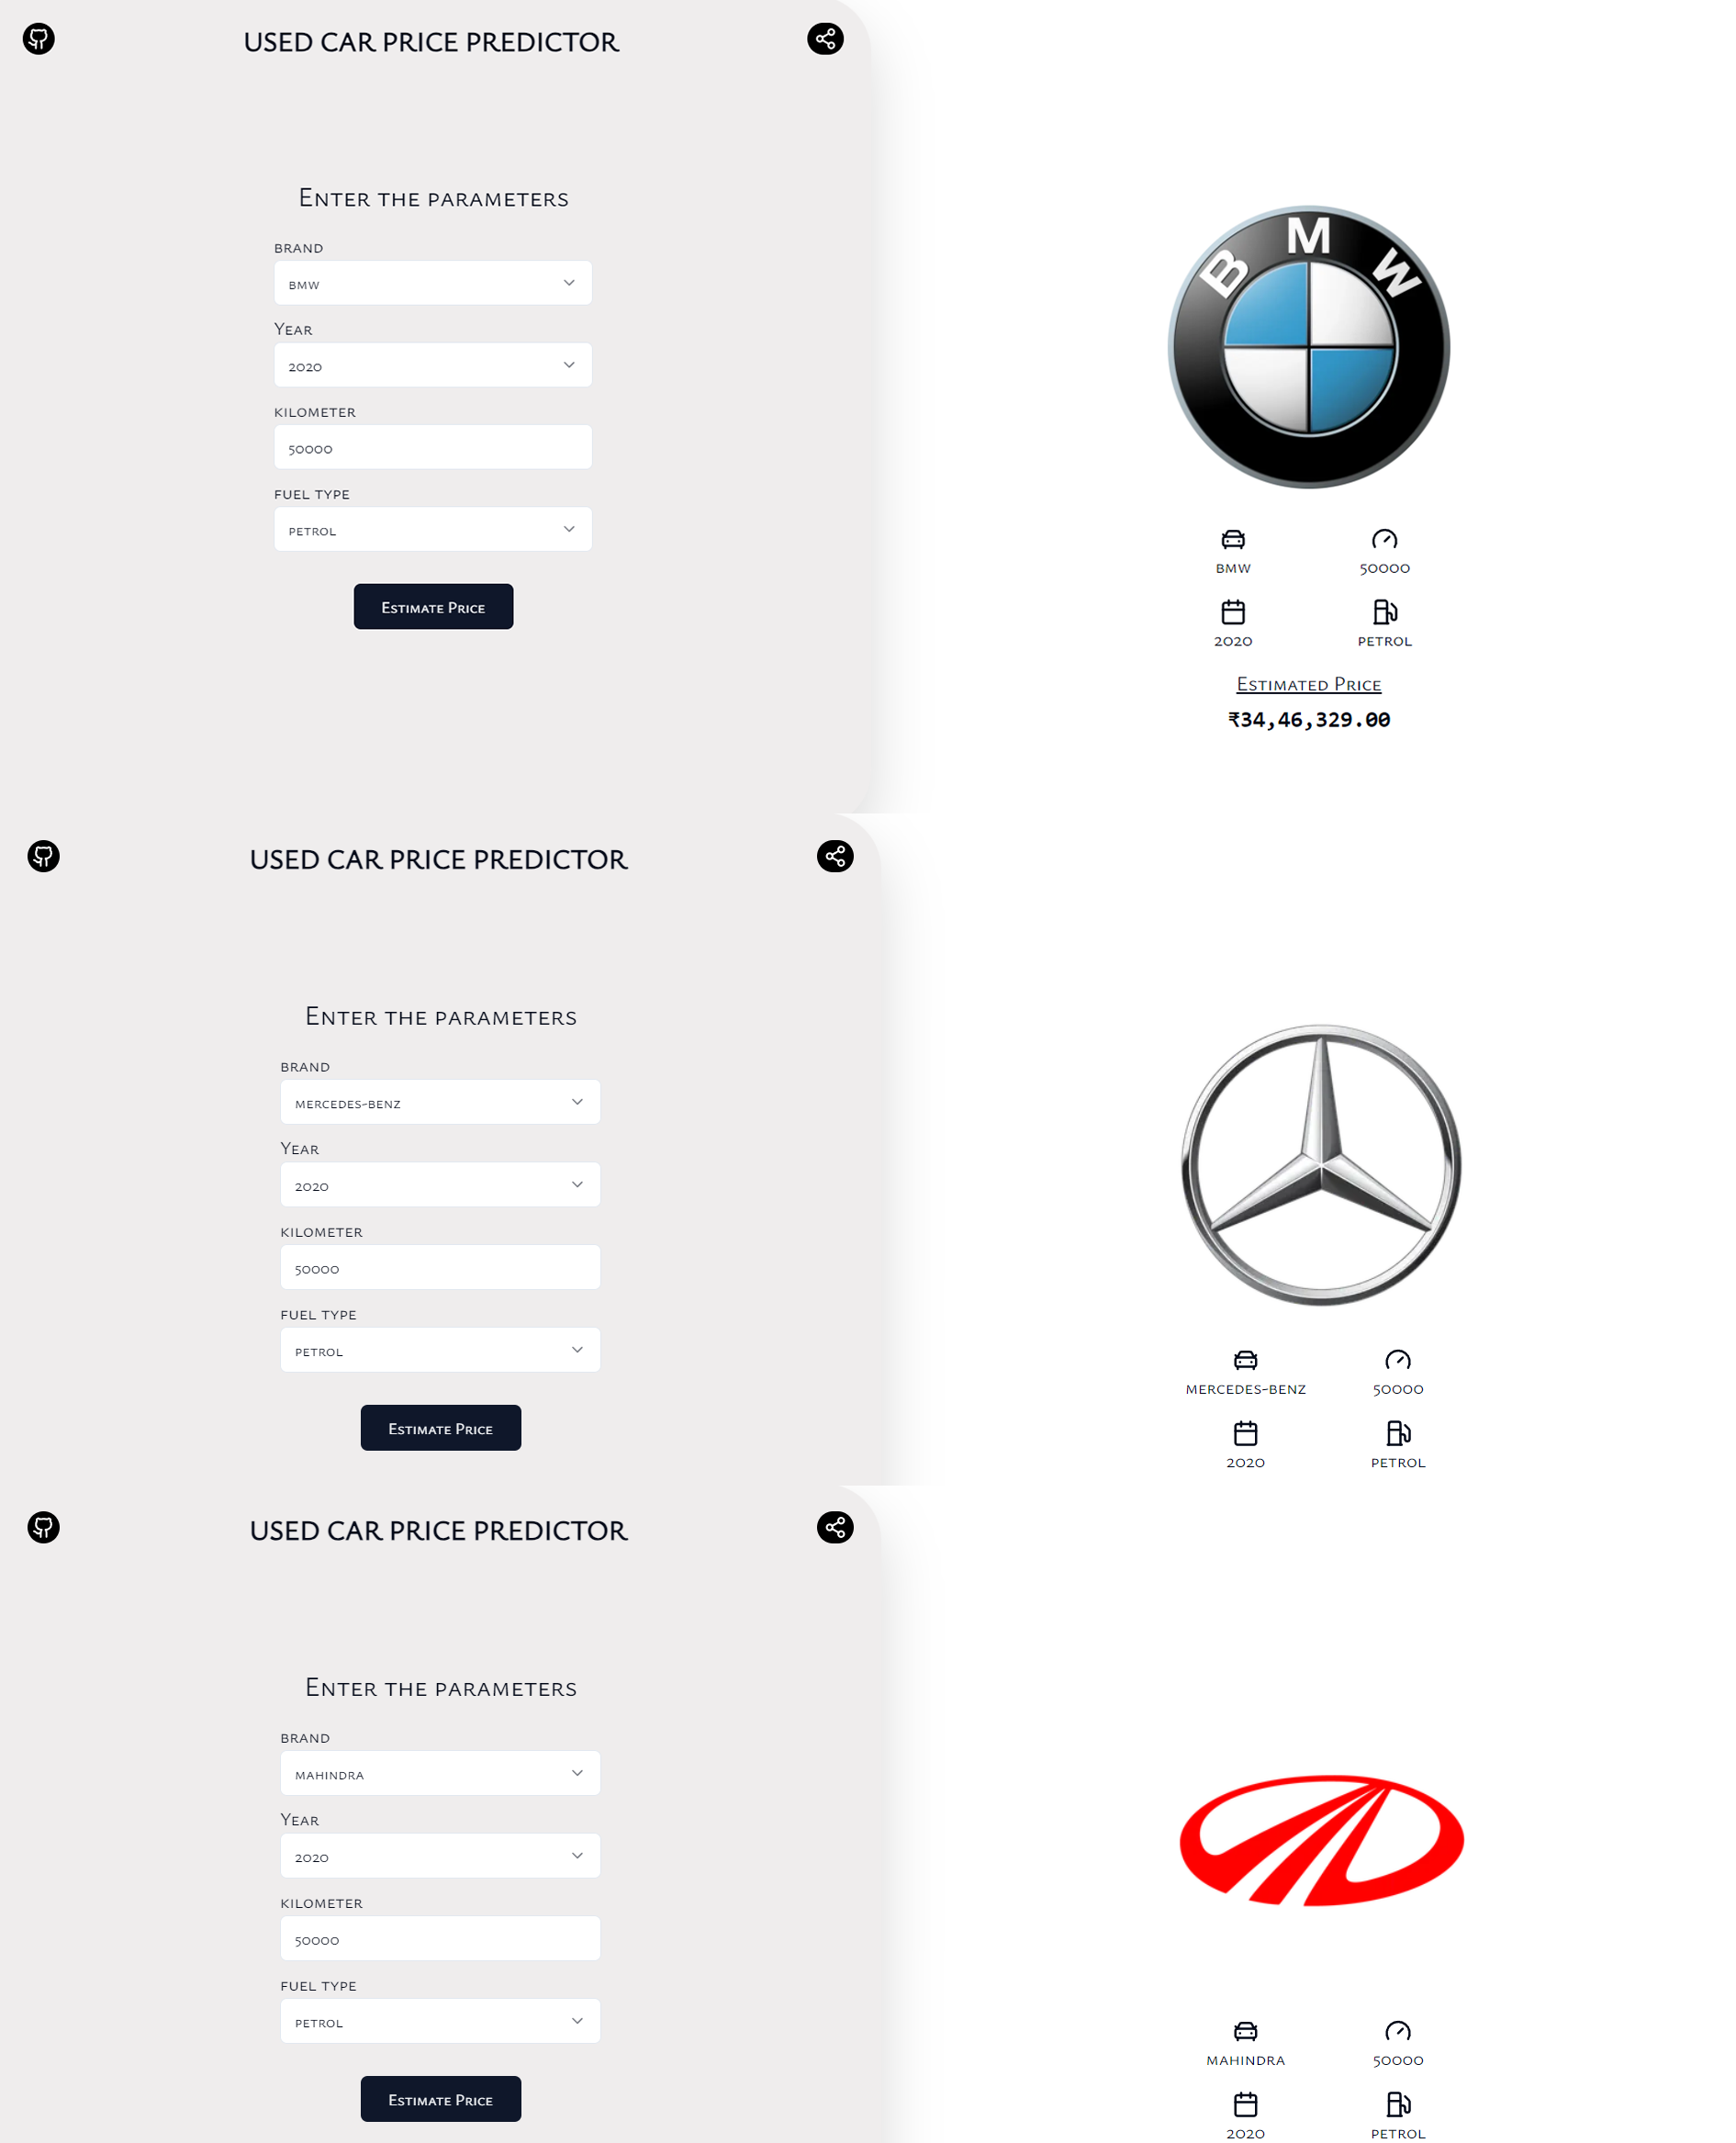 USED CAR PRICE PREDICTOR
Enter the parameters
BRAND
BMW
Year
2020
KILOMETER
50000
FUEL TYPE
PETROL
Estimate Price
BMW
BMW 50000
2020 PETROL
Estimated Price
₹34,46,329.00
USED CAR PRICE PREDICTOR
Enter the parameters
BRAND
MERCEDES-BENZ
Year
2020
KILOMETER
50000
FUEL TYPE
PETROL
Estimate Price
MERCEDES-BENZ 50000
2020 PETROL
USED CAR PRICE PREDICTOR
Enter the parameters
BRAND
MAHINDRA
Year
2020
KILOMETER
50000
FUEL TYPE
PETROL
Estimate Price
MAHINDRA 50000
2020 PETROL